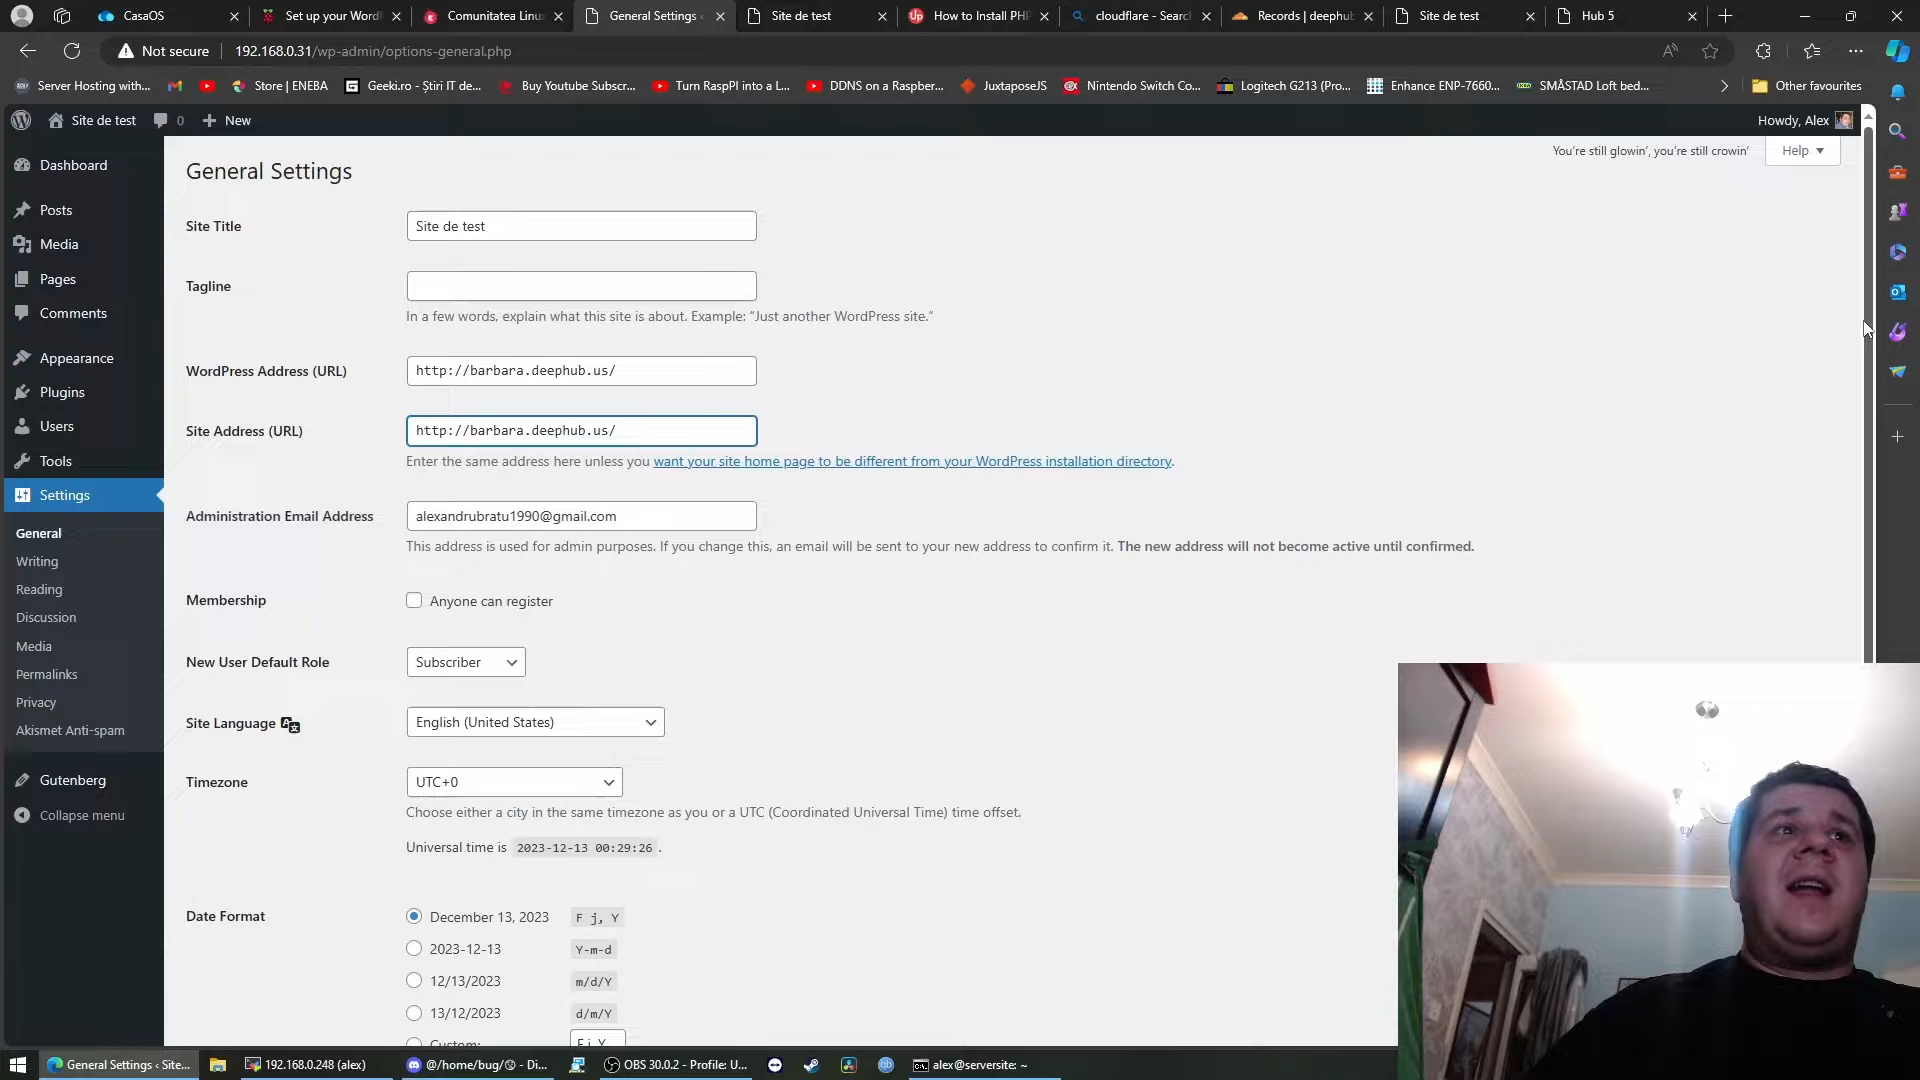 CasaOS
Set up your WordP
Comunitatea Linux
General Settings ‹
Site de test
How to Install PHP
cloudflare - Search
Records | deephub
Site de test
Hub 5
Not secure
192.168.0.31/wp-admin/options-general.php
Server Hosting with...
Store | ENEBA
Geeki.ro - Știri IT de...
Buy Youtube Subscr...
Turn RaspPI into a L...
DDNS on a Raspber...
JuxtaposeJS
Nintendo Switch Co...
Logitech G213 (Pro...
Enhance ENP-7660...
SMÅSTAD Loft bed...
Other favourites
Site de test
0
New
Howdy, Alex
You're still glowin', you're still crowin'
Help
Dashboard
Posts
Media
Pages
Comments
Appearance
Plugins
Users
Tools
Settings
General
Writing
Reading
Discussion
Media
Permalinks
Privacy
Akismet Anti-spam
Gutenberg
Collapse menu
General Settings
Site Title
Site de test
Tagline
In a few words, explain what this site is about. Example: “Just another WordPress site.”
WordPress Address (URL)
http://barbara.deephub.us/
Site Address (URL)
http://barbara.deephub.us/
Enter the same address here unless you want your site home page to be different from your WordPress installation directory.
Administration Email Address
alexandrubratu1990@gmail.com
This address is used for admin purposes. If you change this, an email will be sent to your new address to confirm it. The new address will not become active until confirmed.
Membership
Anyone can register
New User Default Role
Subscriber
Site Language
English (United States)
Timezone
UTC+0
Choose either a city in the same timezone as you or a UTC (Coordinated Universal Time) time offset.
Universal time is 2023-12-13 00:29:26 .
Date Format
December 13, 2023 F j, Y
2023-12-13 Y-m-d
12/13/2023 m/d/Y
13/12/2023 d/m/Y
Custom: F j, Y
General Settings ‹ Site...
192.168.0.248 (alex)
@/home/bug/ - Di...
OBS 30.0.2 - Profile: U...
alex@serversite: ~